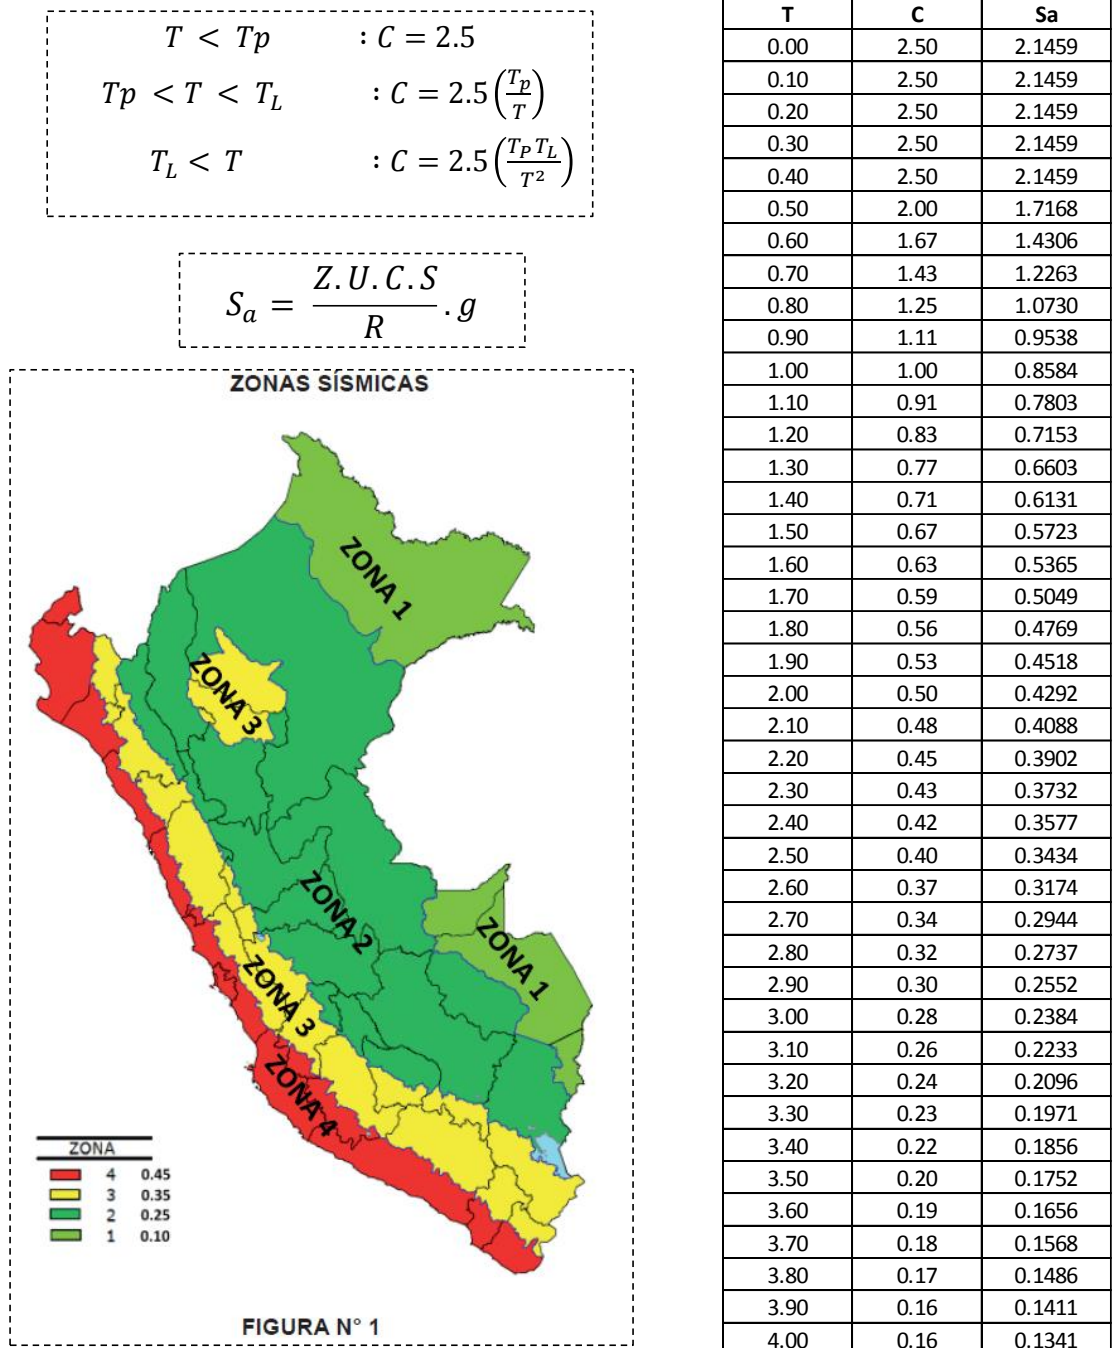 T < Tp : C = 2.5
Tp < T < T_L : C = 2.5(T_p/T)
T_L < T : C = 2.5(T_P T_L/T²)
S_a = Z.U.C.S/R .g
ZONAS SÍSMICAS
ZONA 1
ZONA 3
ZONA 2
ZONA 1
ZONA 3
ZONA 4
ZONA
4 0.45
3 0.35
2 0.25
1 0.10
FIGURA N° 1
T C Sa
0.00 2.50 2.1459
0.10 2.50 2.1459
0.20 2.50 2.1459
0.30 2.50 2.1459
0.40 2.50 2.1459
0.50 2.00 1.7168
0.60 1.67 1.4306
0.70 1.43 1.2263
0.80 1.25 1.0730
0.90 1.11 0.9538
1.00 1.00 0.8584
1.10 0.91 0.7803
1.20 0.83 0.7153
1.30 0.77 0.6603
1.40 0.71 0.6131
1.50 0.67 0.5723
1.60 0.63 0.5365
1.70 0.59 0.5049
1.80 0.56 0.4769
1.90 0.53 0.4518
2.00 0.50 0.4292
2.10 0.48 0.4088
2.20 0.45 0.3902
2.30 0.43 0.3732
2.40 0.42 0.3577
2.50 0.40 0.3434
2.60 0.37 0.3174
2.70 0.34 0.2944
2.80 0.32 0.2737
2.90 0.30 0.2552
3.00 0.28 0.2384
3.10 0.26 0.2233
3.20 0.24 0.2096
3.30 0.23 0.1971
3.40 0.22 0.1856
3.50 0.20 0.1752
3.60 0.19 0.1656
3.70 0.18 0.1568
3.80 0.17 0.1486
3.90 0.16 0.1411
4.00 0.16 0.1341